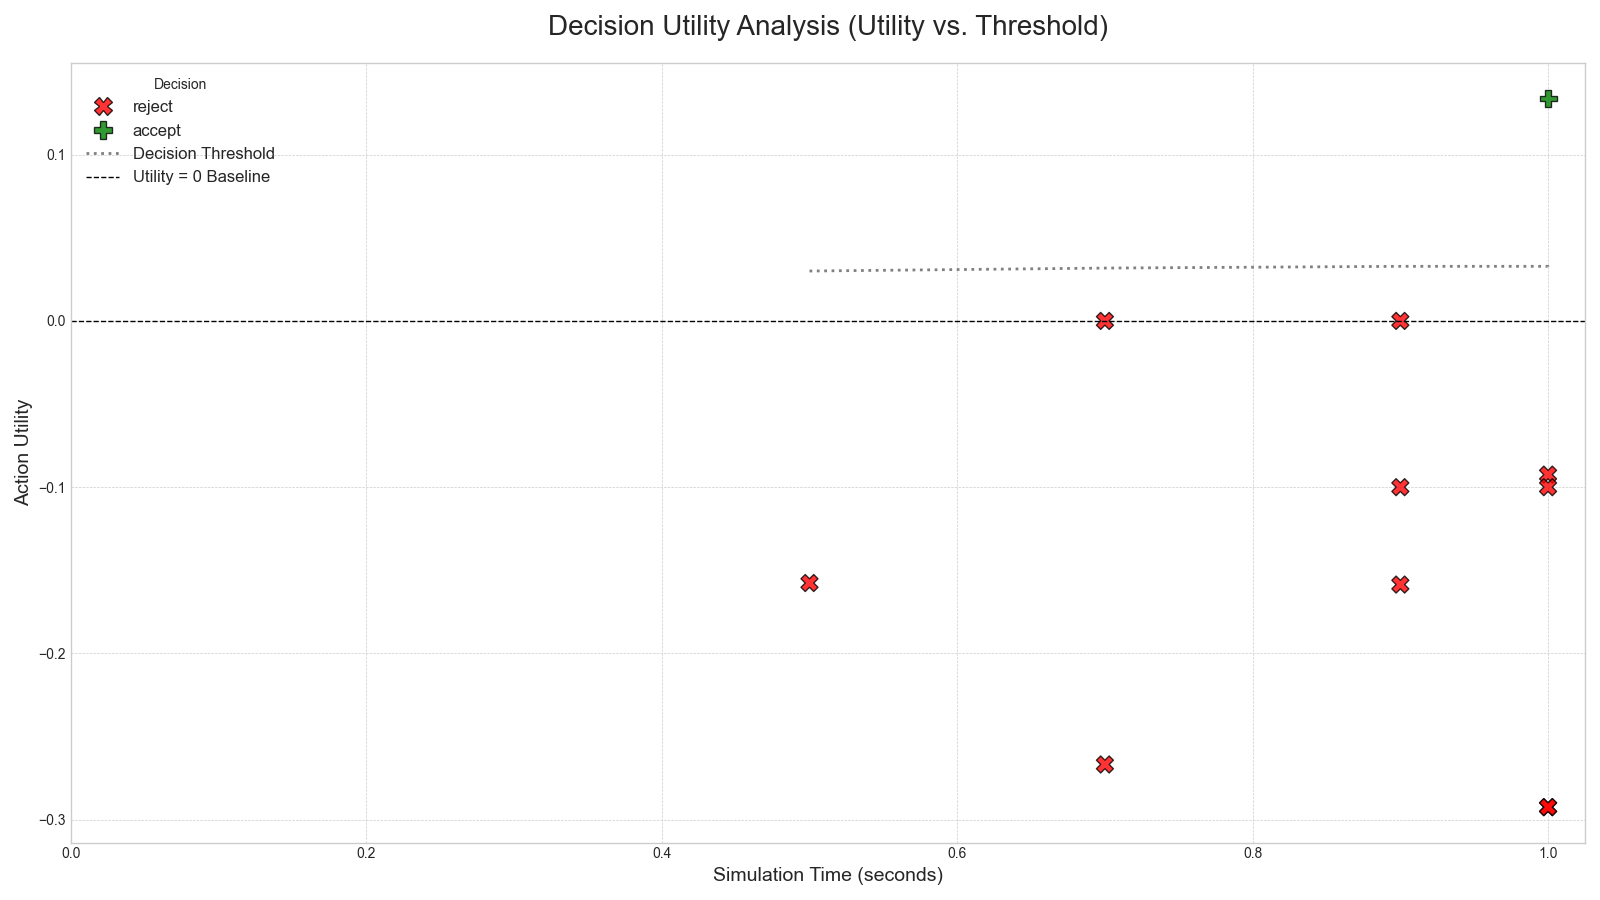 Decision Utility Analysis (Utility vs. Threshold)
Decision
reject
accept
Decision Threshold
Utility = 0 Baseline
Action Utility
0.1
0.0
−0.1
−0.2
−0.3
0.0 0.2 0.4 0.6 0.8 1.0
Simulation Time (seconds)